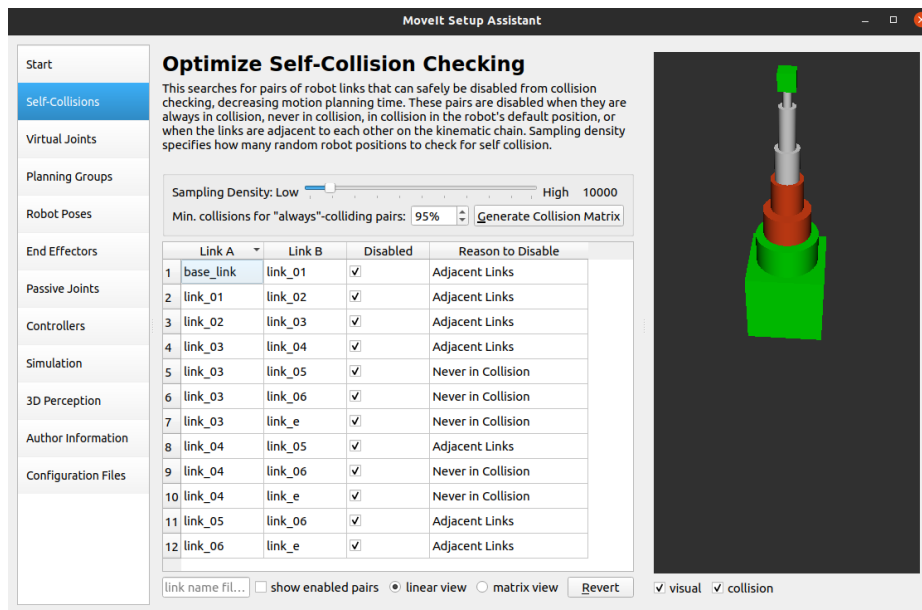 MoveIt Setup Assistant
Start
Self-Collisions
Virtual Joints
Planning Groups
Robot Poses
End Effectors
Passive Joints
Controllers
Simulation
3D Perception
Author Information
Configuration Files
Optimize Self-Collision Checking
This searches for pairs of robot links that can safely be disabled from collision
checking, decreasing motion planning time. These pairs are disabled when they are
always in collision, never in collision, in collision in the robot's default position, or
when the links are adjacent to each other on the kinematic chain. Sampling density
specifies how many random robot positions to check for self collision.
Sampling Density: Low High 10000
Min. collisions for "always"-colliding pairs: 95% Generate Collision Matrix
Link A Link B Disabled Reason to Disable
1 base_link link_01 Adjacent Links
2 link_01 link_02 Adjacent Links
3 link_02 link_03 Adjacent Links
4 link_03 link_04 Adjacent Links
5 link_03 link_05 Never in Collision
6 link_03 link_06 Never in Collision
7 link_03 link_e Never in Collision
8 link_04 link_05 Adjacent Links
9 link_04 link_06 Never in Collision
10 link_04 link_e Never in Collision
11 link_05 link_06 Adjacent Links
12 link_06 link_e Adjacent Links
link name fil... show enabled pairs linear view matrix view Revert
visual collision